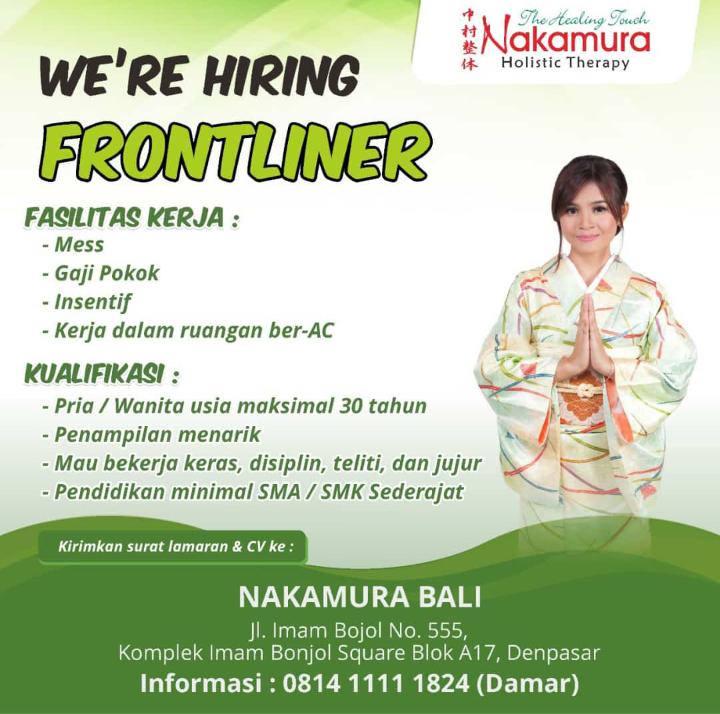 The Healing Touch
中村整体
Nakamura
Holistic Therapy
WE'RE HIRING
FRONTLINER
FASILITAS KERJA :
- Mess
- Gaji Pokok
- Insentif
- Kerja dalam ruangan ber-AC
KUALIFIKASI :
- Pria / Wanita usia maksimal 30 tahun
- Penampilan menarik
- Mau bekerja keras, disiplin, teliti, dan jujur
- Pendidikan minimal SMA / SMK Sederajat
Kirimkan surat lamaran & CV ke :
NAKAMURA BALI
Jl. Imam Bojol No. 555,
Komplek Imam Bonjol Square Blok A17, Denpasar
Informasi : 0814 1111 1824 (Damar)